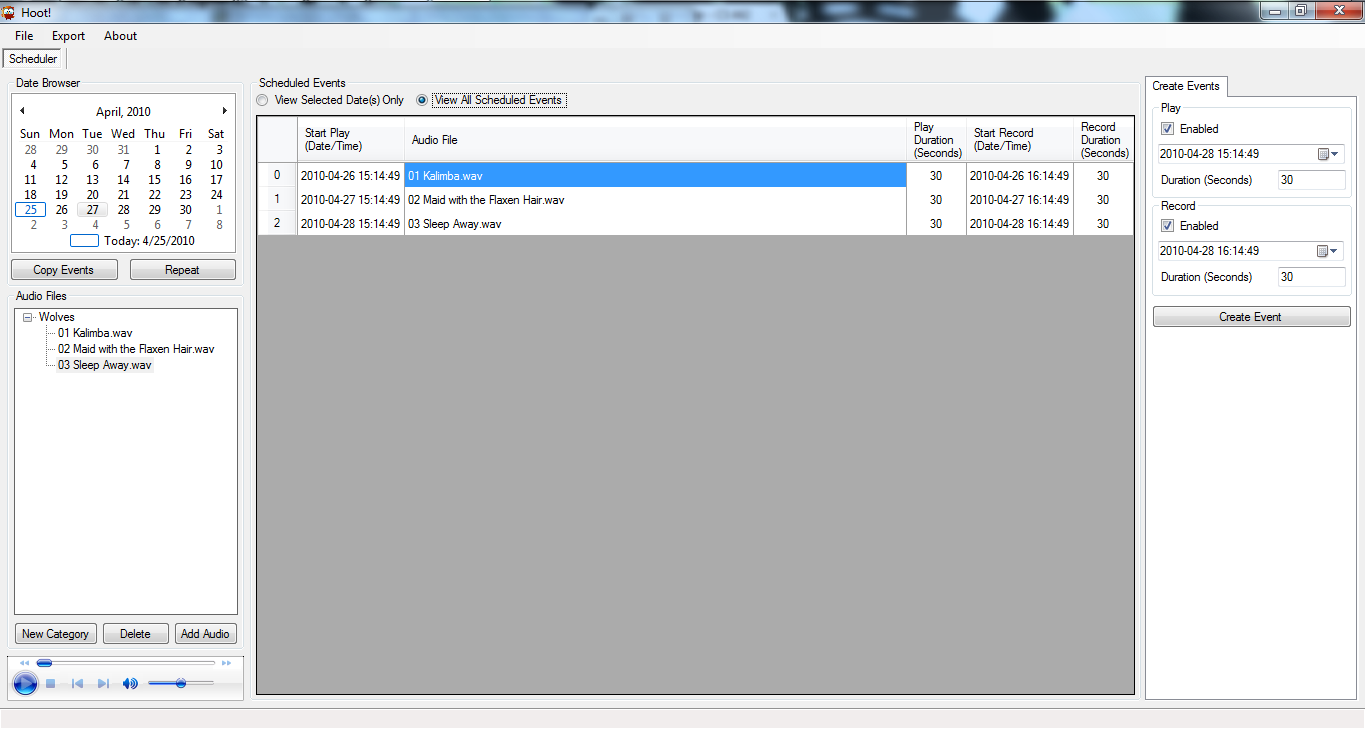 Hoot!
File Export About
Scheduler
Date Browser
April, 2010
Sun Mon Tue Wed Thu Fri Sat
28 29 30 31 1 2 3
4 5 6 7 8 9 10
11 12 13 14 15 16 17
18 19 20 21 22 23 24
25 26 27 28 29 30 1
2 3 4 5 6 7 8
Today: 4/25/2010
Copy Events Repeat
Audio Files
Wolves
01 Kalimba.wav
02 Maid with the Flaxen Hair.wav
03 Sleep Away.wav
New Category Delete Add Audio
Scheduled Events
View Selected Date(s) Only View All Scheduled Events
Start Play (Date/Time) Audio File Play Duration (Seconds) Start Record (Date/Time) Record Duration (Seconds)
0 2010-04-26 15:14:49 01 Kalimba.wav 30 2010-04-26 16:14:49 30
1 2010-04-27 15:14:49 02 Maid with the Flaxen Hair.wav 30 2010-04-27 16:14:49 30
2 2010-04-28 15:14:49 03 Sleep Away.wav 30 2010-04-28 16:14:49 30
Create Events
Play
Enabled
2010-04-28 15:14:49
Duration (Seconds) 30
Record
Enabled
2010-04-28 16:14:49
Duration (Seconds) 30
Create Event